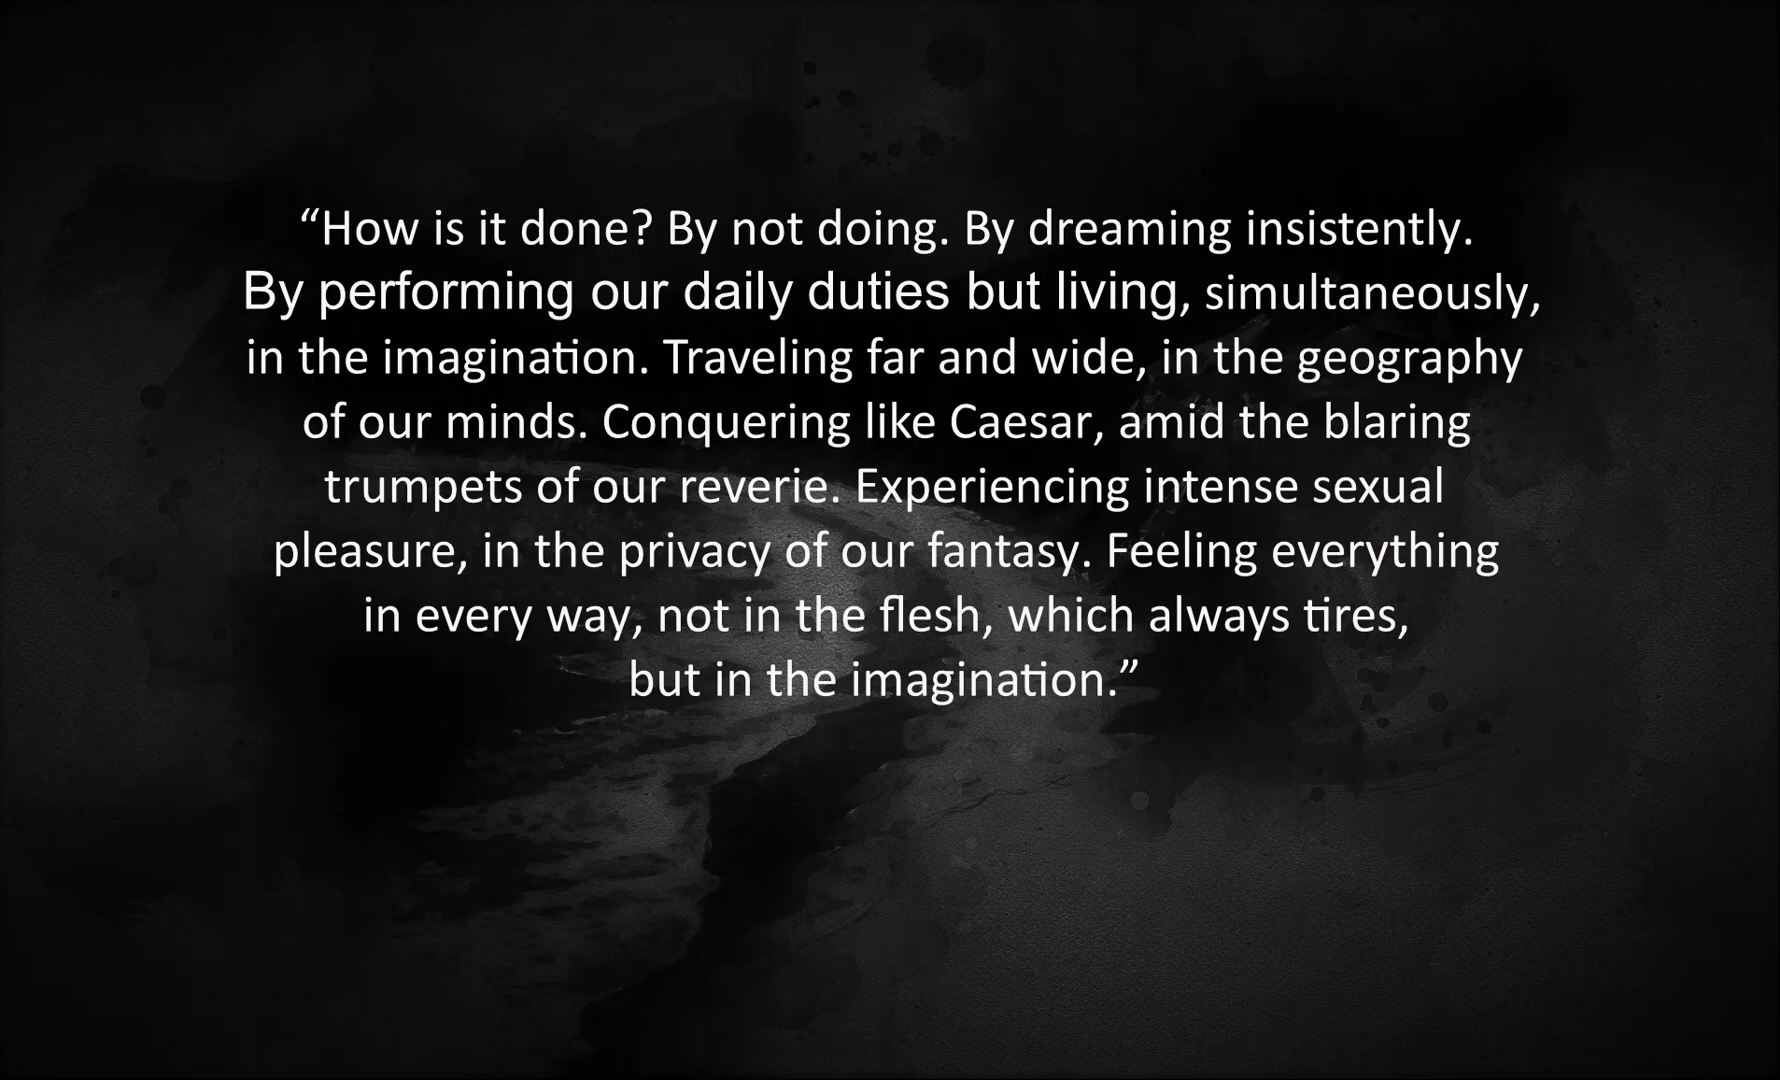 “How is it done? By not doing. By dreaming insistently.
By performing our daily duties but living, simultaneously,
in the imagination. Traveling far and wide, in the geography
of our minds. Conquering like Caesar, amid the blaring
trumpets of our reverie. Experiencing intense sexual
pleasure, in the privacy of our fantasy. Feeling everything
in every way, not in the flesh, which always tires,
but in the imagination.”